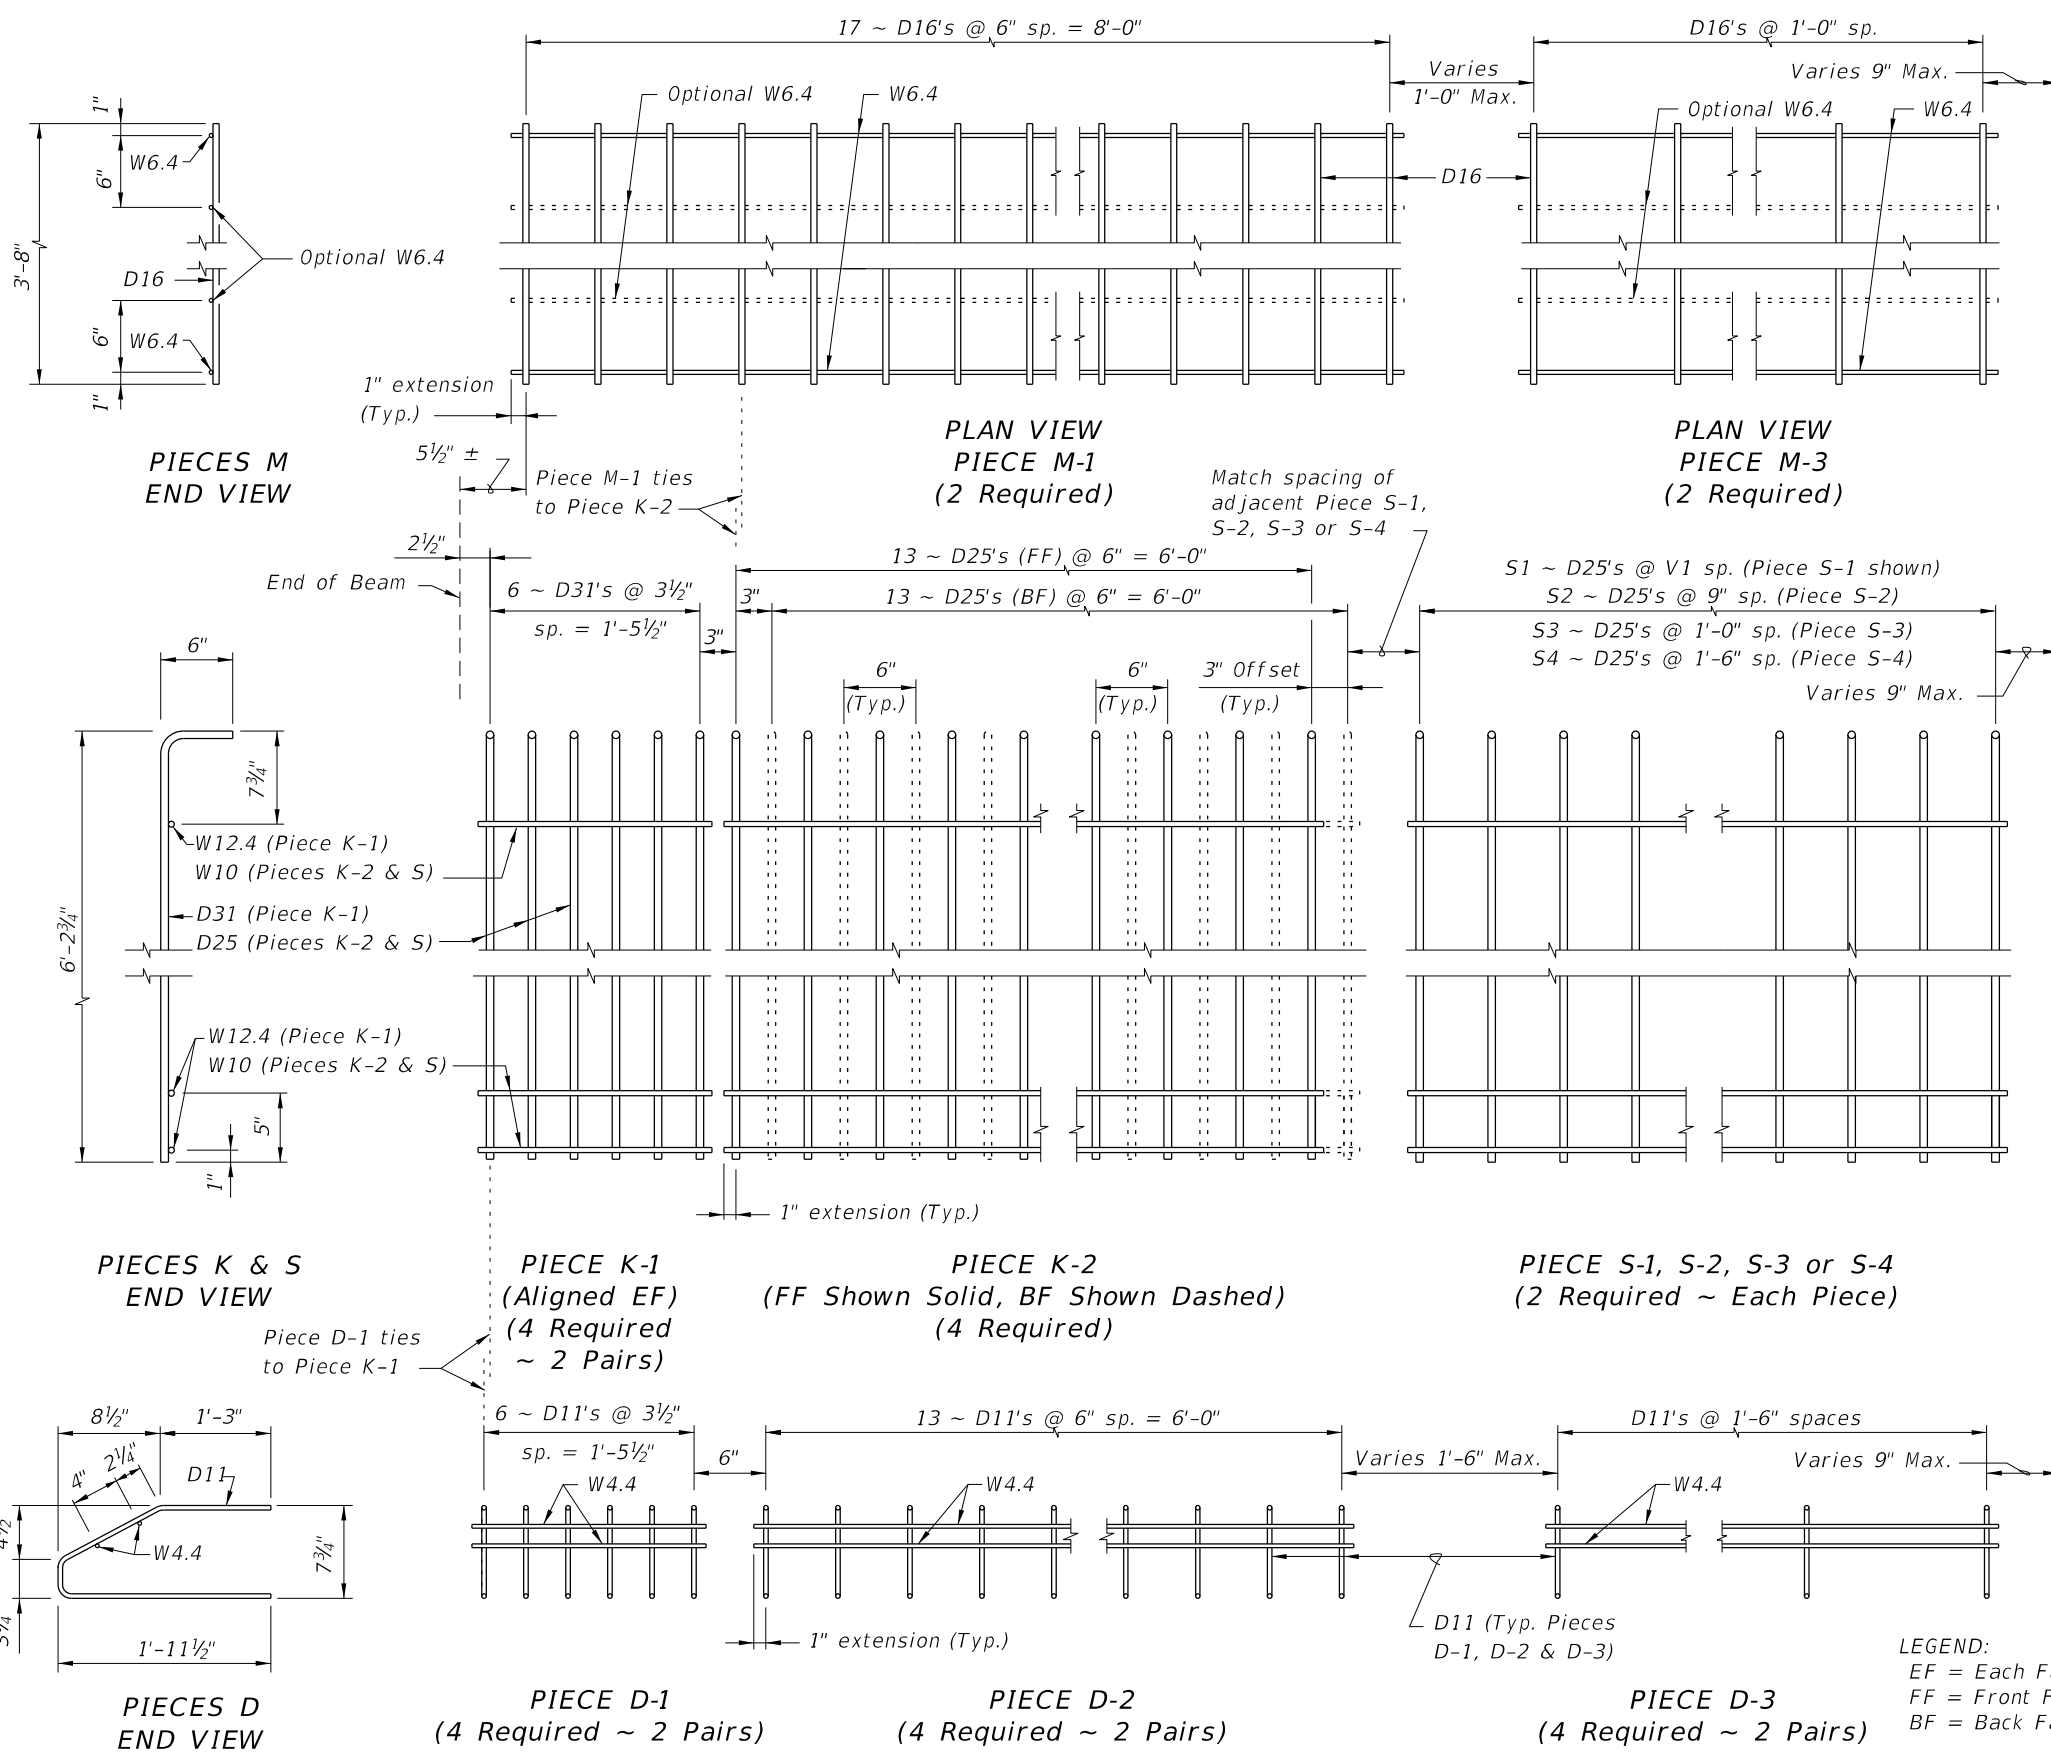 17 ~ D16's @ 6" sp. = 8'-0"
D16's @ 1'-0" sp.
Varies
1'-0" Max.
Varies 9" Max.
Optional W6.4
W6.4
Optional W6.4
W6.4
1"
W6.4
6"
3'-8"
D16
Optional W6.4
D16
6"
W6.4
1"
1" extension
(Typ.)
PIECES M
END VIEW
PLAN VIEW
PIECE M-1
(2 Required)
PLAN VIEW
PIECE M-3
(2 Required)
5½" ±
Piece M-1 ties
to Piece K-2
Match spacing of
adjacent Piece S-1,
S-2, S-3 or S-4
2½"
End of Beam
13 ~ D25's (FF) @ 6" = 6'-0"
6 ~ D31's @ 3½"
sp. = 1'-5½"
3"
13 ~ D25's (BF) @ 6" = 6'-0"
3"
S1 ~ D25's @ V1 sp. (Piece S-1 shown)
S2 ~ D25's @ 9" sp. (Piece S-2)
S3 ~ D25's @ 1'-0" sp. (Piece S-3)
S4 ~ D25's @ 1'-6" sp. (Piece S-4)
Varies 9" Max.
6"
6"
(Typ.)
6"
(Typ.)
3" Offset
(Typ.)
7¾"
W12.4 (Piece K-1)
W10 (Pieces K-2 & S)
D31 (Piece K-1)
D25 (Pieces K-2 & S)
6'-2¾"
W12.4 (Piece K-1)
W10 (Pieces K-2 & S)
5"
1"
1" extension (Typ.)
PIECES K & S
END VIEW
PIECE K-1
(Aligned EF)
(4 Required
~ 2 Pairs)
PIECE K-2
(FF Shown Solid, BF Shown Dashed)
(4 Required)
PIECE S-1, S-2, S-3 or S-4
(2 Required ~ Each Piece)
Piece D-1 ties
to Piece K-1
8½"
1'-3"
4"
2¼"
D11
W4.4
4½
7¾"
3¼
1'-11½"
6 ~ D11's @ 3½"
sp. = 1'-5½"
W4.4
6"
13 ~ D11's @ 6" sp. = 6'-0"
W4.4
Varies 1'-6" Max.
D11's @ 1'-6" spaces
Varies 9" Max.
W4.4
1" extension (Typ.)
D11 (Typ. Pieces
D-1, D-2 & D-3)
LEGEND:
EF = Each F
FF = Front F
BF = Back Fa
PIECES D
END VIEW
PIECE D-1
(4 Required ~ 2 Pairs)
PIECE D-2
(4 Required ~ 2 Pairs)
PIECE D-3
(4 Required ~ 2 Pairs)